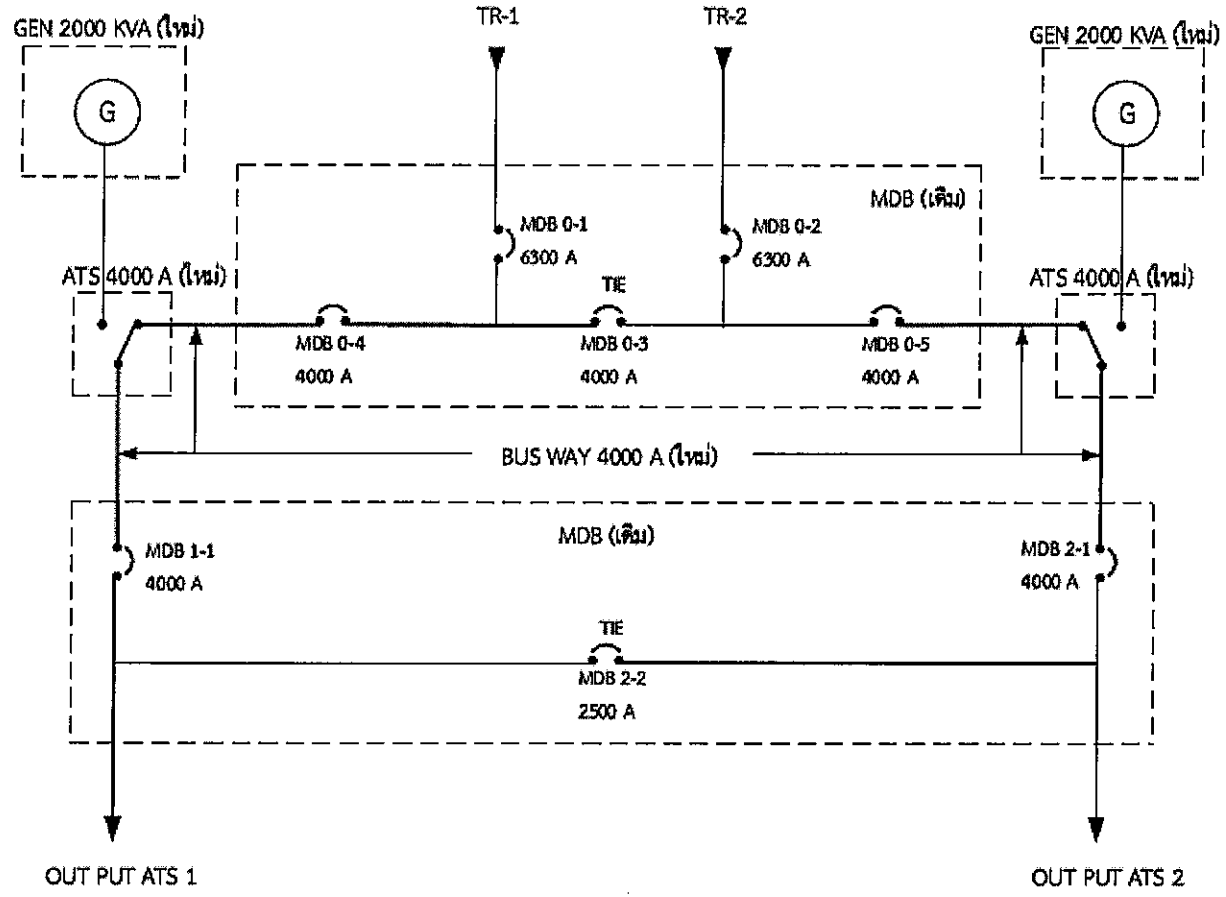 TR-1
TR-2
GEN 2000 KVA (ใหม่)
GEN 2000 KVA (ใหม่)
G
G
MDB (เดิม)
MDB 0-1
6300 A
MDB 0-2
6300 A
ATS 4000 A (ใหม่)
TIE
ATS 4000 A (ใหม่)
MDB 0-4
4000 A
MDB 0-3
4000 A
MDB 0-5
4000 A
BUS WAY 4000 A (ใหม่)
MDB (เดิม)
MDB 1-1
4000 A
MDB 2-1
4000 A
TIE
MDB 2-2
2500 A
OUT PUT ATS 1
OUT PUT ATS 2